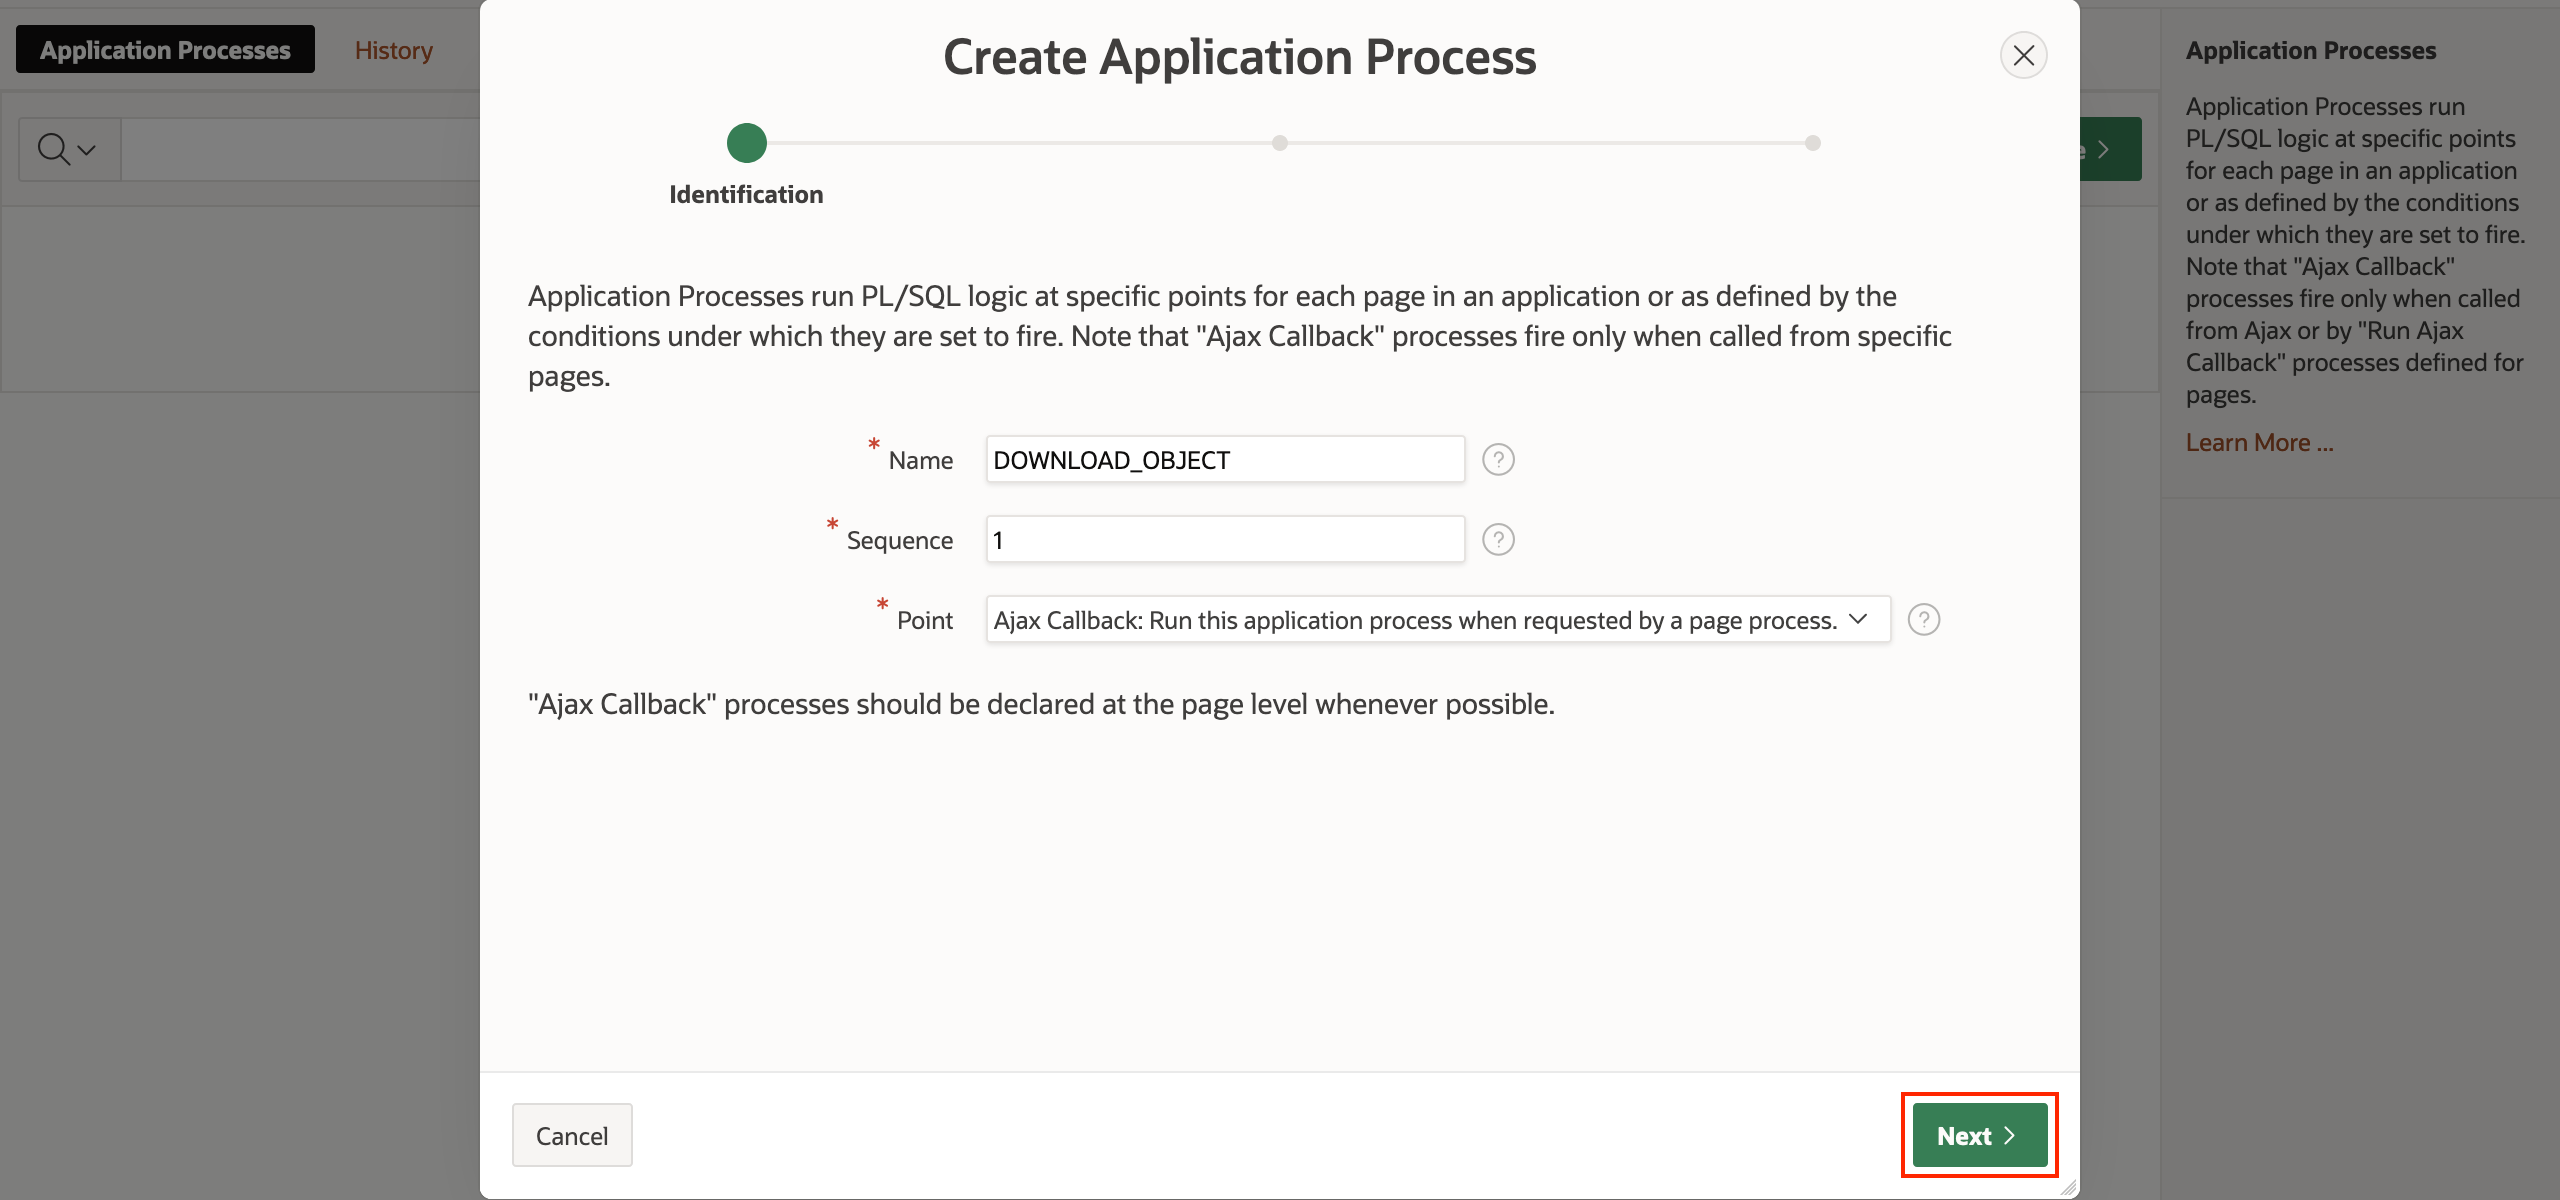 Application Processes
History
Create Application Process
Identification
Application Processes run PL/SQL logic at specific points for each page in an application or as defined by the
conditions under which they are set to fire. Note that "Ajax Callback" processes fire only when called from specific
pages.
* Name
DOWNLOAD_OBJECT
?
* Sequence
1
?
* Point
Ajax Callback: Run this application process when requested by a page process.
?
"Ajax Callback" processes should be declared at the page level whenever possible.
Cancel
Next
Application Processes
Application Processes run
PL/SQL logic at specific points
for each page in an application
or as defined by the conditions
under which they are set to fire.
Note that "Ajax Callback"
processes fire only when called
from Ajax or by "Run Ajax
Callback" processes defined for
pages.
Learn More ...